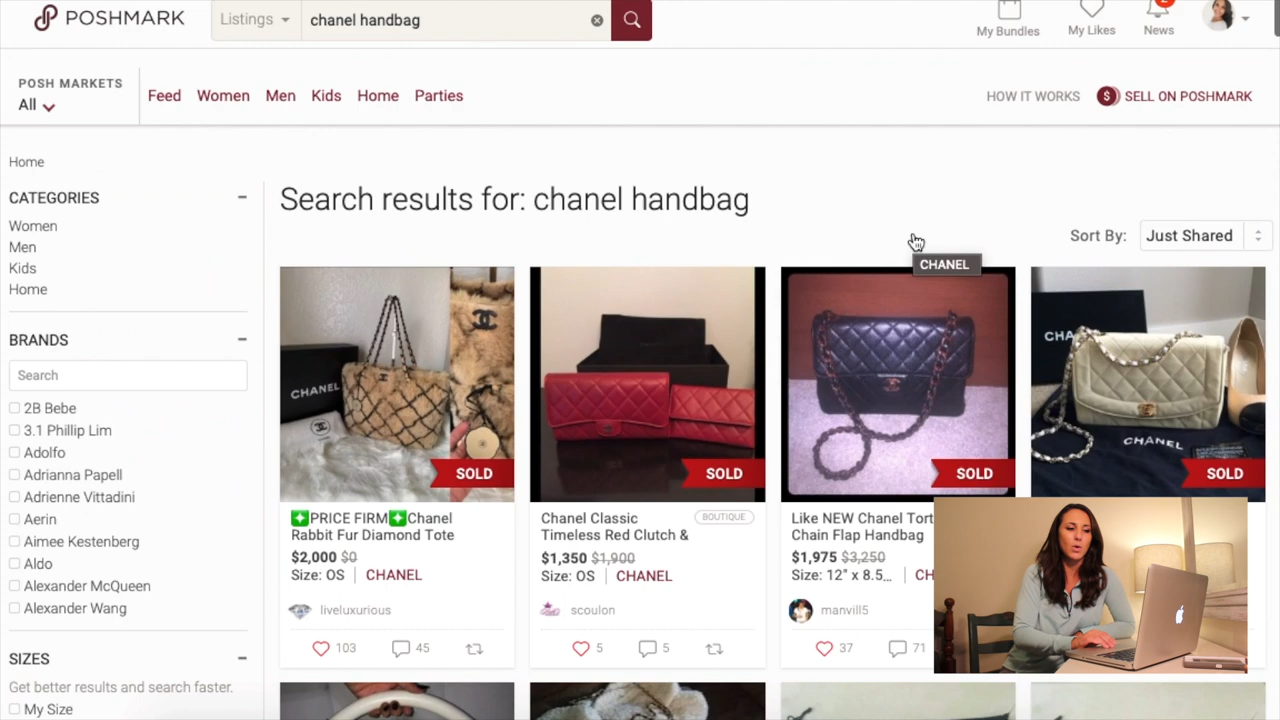 POSHMARK
Listings
chanel handbag
My Bundles
My Likes
2
News
POSH MARKETS
All
Feed
Women
Men
Kids
Home
Parties
HOW IT WORKS
$ SELL ON POSHMARK
Home
CATEGORIES
Women
Men
Kids
Home
BRANDS
Search
2B Bebe
3.1 Phillip Lim
Adolfo
Adrianna Papell
Adrienne Vittadini
Aerin
Aimee Kestenberg
Aldo
Alexander McQueen
Alexander Wang
SIZES
Get better results and search faster.
My Size
Search results for: chanel handbag
Sort By:
Just Shared
CHANEL
CHANEL
SOLD
SOLD
SOLD
CHA
CHANEL
SOLD
PRICE FIRM Chanel
Rabbit Fur Diamond Tote
$2,000 $0
Size: OS | CHANEL
liveluxurious
103
45
Chanel Classic
BOUTIQUE
Timeless Red Clutch &
$1,350 $1,900
Size: OS | CHANEL
scoulon
5
5
Like NEW Chanel Tort
Chain Flap Handbag
$1,975 $3,250
Size: 12" x 8.5... | CH
manvill5
37
71